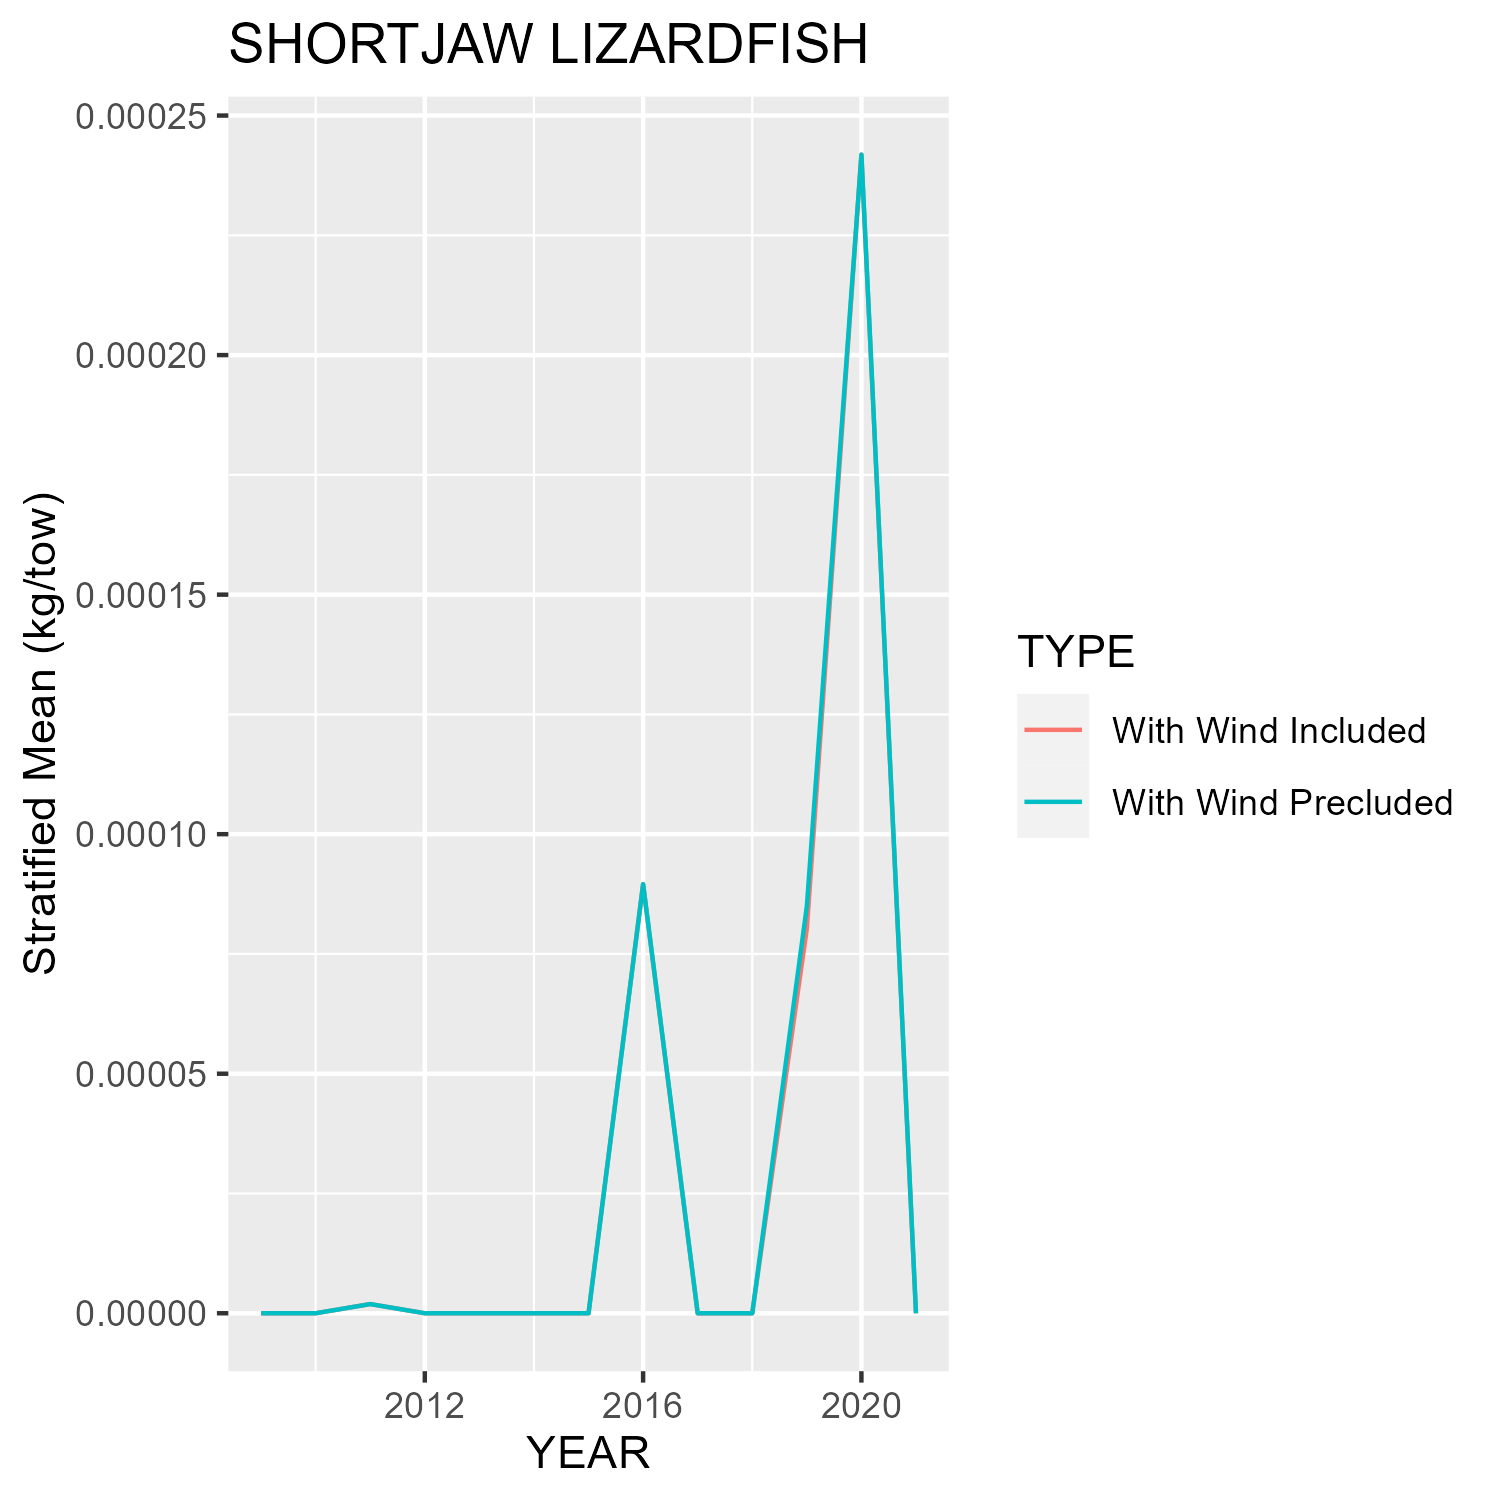 SHORTJAW LIZARDFISH
0.00025
0.00020
0.00015
0.00010
0.00005
0.00000
Stratified Mean (kg/tow)
2012 2016 2020
YEAR
TYPE
With Wind Included
With Wind Precluded